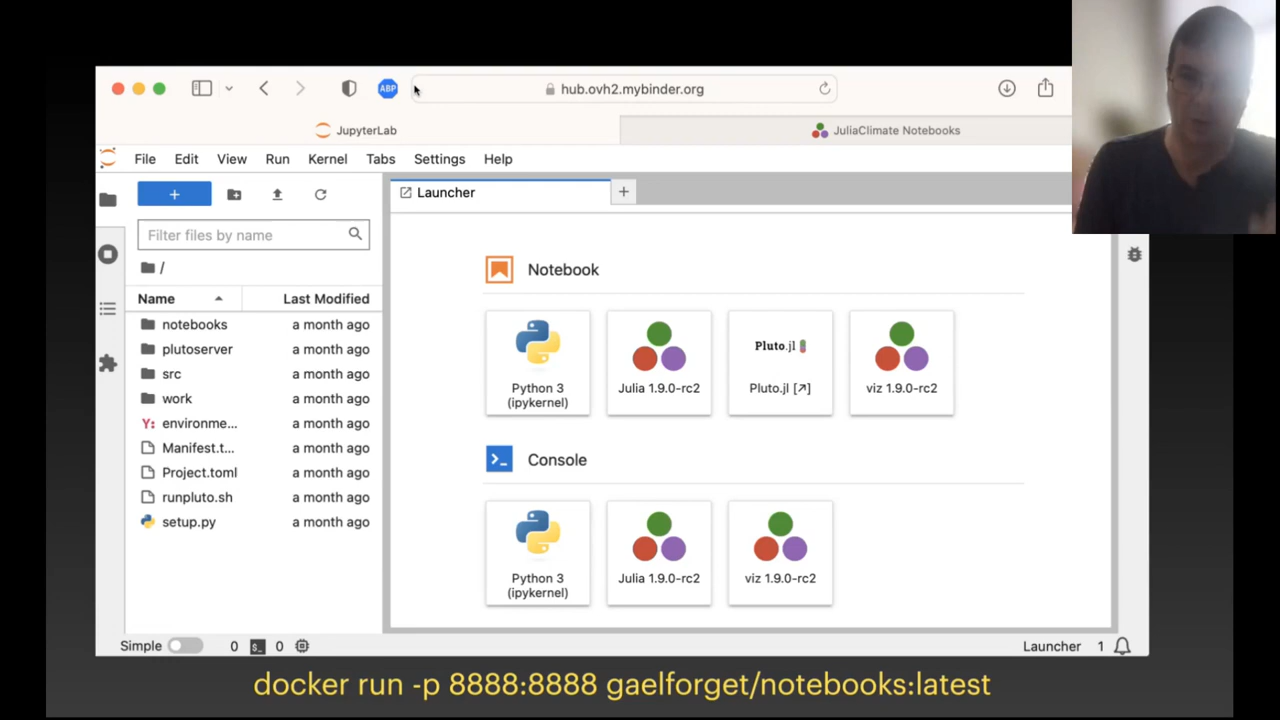 ABP
hub.ovh2.mybinder.org
JupyterLab
JuliaClimate Notebooks
File Edit View Run Kernel Tabs Settings Help
+
Launcher
+
Filter files by name
/
Name Last Modified
notebooks a month ago
plutoserver a month ago
src a month ago
work a month ago
Y: environme... a month ago
Manifest.t... a month ago
Project.toml a month ago
runpluto.sh a month ago
setup.py a month ago
Notebook
Python 3
(ipykernel)
Julia 1.9.0-rc2
Pluto.jl
Pluto.jl [↗]
viz 1.9.0-rc2
Console
Python 3
(ipykernel)
Julia 1.9.0-rc2
viz 1.9.0-rc2
Simple 0 $_ 0 Launcher 1
docker run -p 8888:8888 gaelforget/notebooks:latest